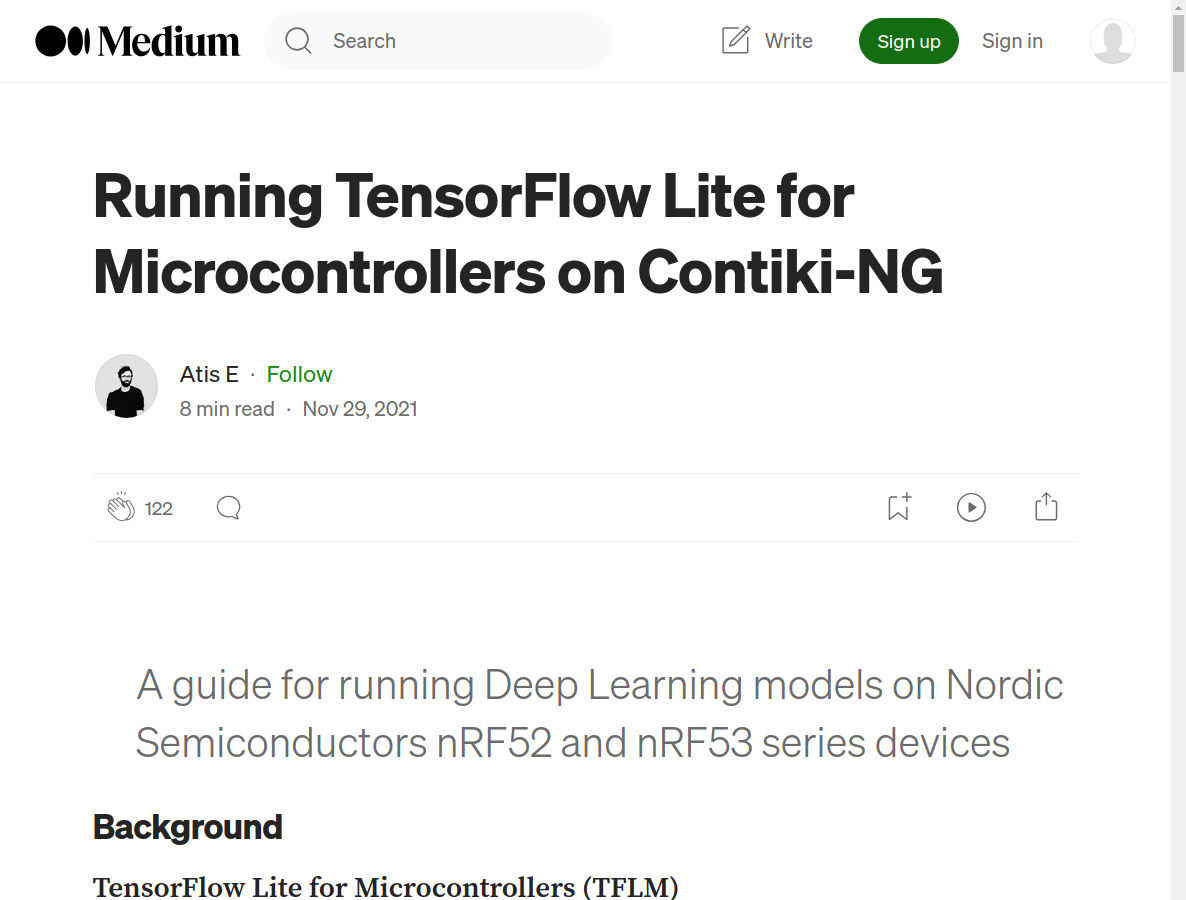 Medium
Search
Write
Sign up
Sign in
Running TensorFlow Lite for
Microcontrollers on Contiki-NG
Atis E · Follow
8 min read · Nov 29, 2021
122
A guide for running Deep Learning models on Nordic
Semiconductors nRF52 and nRF53 series devices
Background
TensorFlow Lite for Microcontrollers (TFLM)